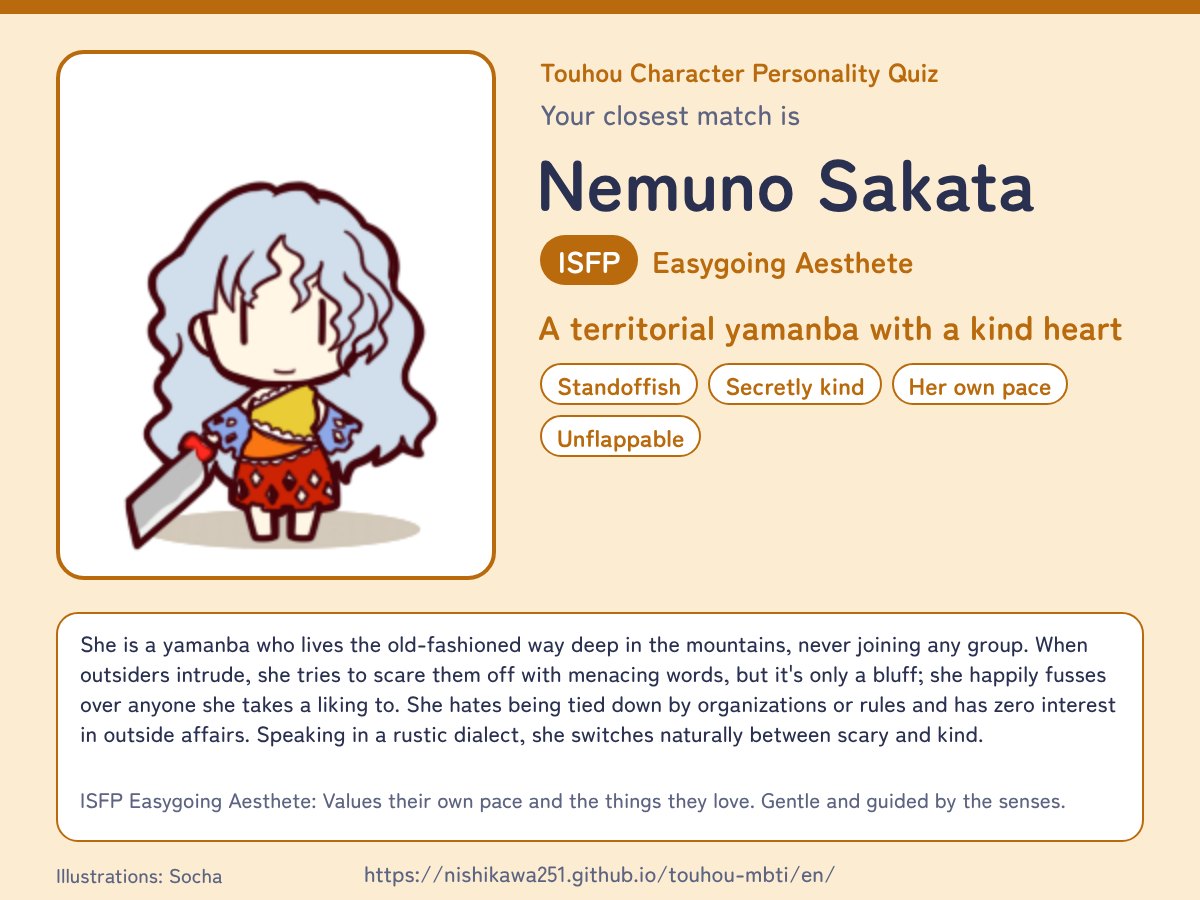 Touhou Character Personality Quiz
Your closest match is
Nemuno Sakata
ISFP Easygoing Aesthete
A territorial yamanba with a kind heart
Standoffish Secretly kind Her own pace
Unflappable
She is a yamanba who lives the old-fashioned way deep in the mountains, never joining any group. When
outsiders intrude, she tries to scare them off with menacing words, but it's only a bluff; she happily fusses
over anyone she takes a liking to. She hates being tied down by organizations or rules and has zero interest
in outside affairs. Speaking in a rustic dialect, she switches naturally between scary and kind.
ISFP Easygoing Aesthete: Values their own pace and the things they love. Gentle and guided by the senses.
Illustrations: Socha https://nishikawa251.github.io/touhou-mbti/en/